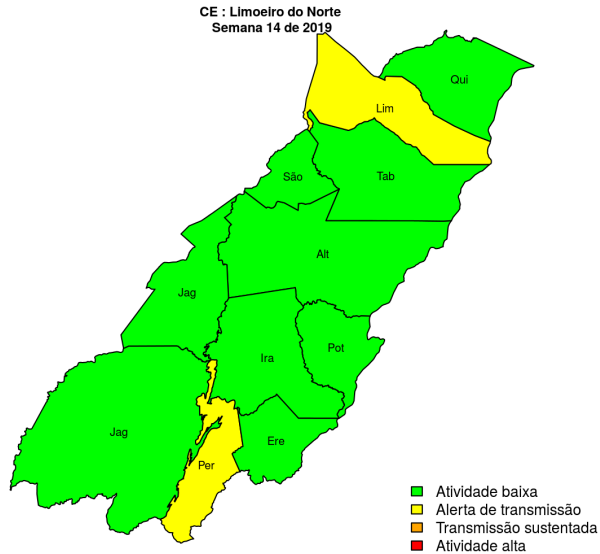 CE : Limoeiro do Norte
Semana 14 de 2019
Qui
Lim
São
Tab
Alt
Jag
Ira
Pot
Jag
Ere
Per
Atividade baixa
Alerta de transmissão
Transmissão sustentada
Atividade alta